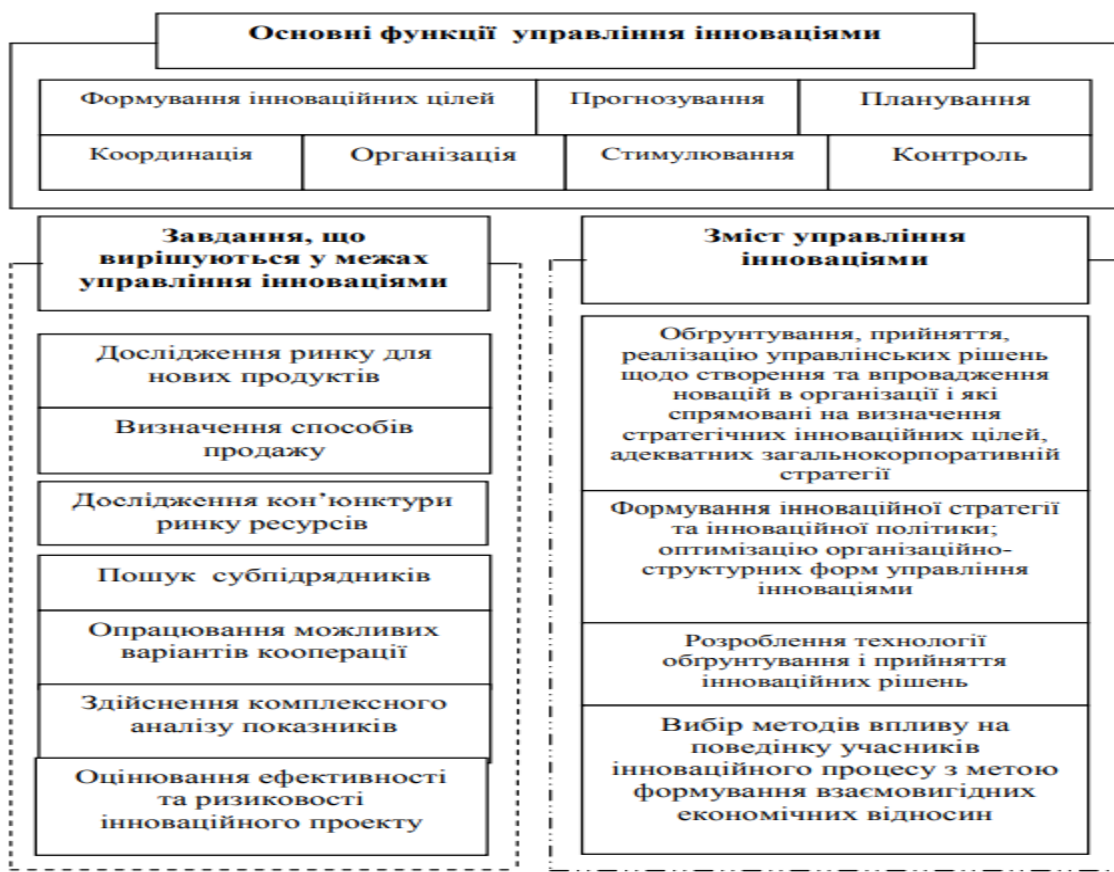 Основні функції управління інноваціями
Формування інноваційних цілей
Прогнозування
Планування
Координація
Організація
Стимулювання
Контроль
Завдання, що
вирішуються у межах
управління інноваціями
Дослідження ринку для
нових продуктів
Визначення способів
продажу
Дослідження кон’юнктури
ринку ресурсів
Пошук субпідрядників
Опрацювання можливих
варіантів кооперації
Здійснення комплексного
аналізу показників
Оцінювання ефективності
та ризиковості
інноваційного проекту
Зміст управління
інноваціями
Обґрунтування, прийняття,
реалізацію управлінських рішень
щодо створення та впровадження
новацій в організації і які
спрямовані на визначення
стратегічних інноваційних цілей,
адекватних загальнокорпоративній
стратегії
Формування інноваційної стратегії
та інноваційної політики;
оптимізацію організаційно-
структурних форм управління
інноваціями
Розроблення технології
обґрунтування і прийняття
інноваційних рішень
Вибір методів впливу на
поведінку учасників
інноваційного процесу з метою
формування взаємовигідних
економічних відносин